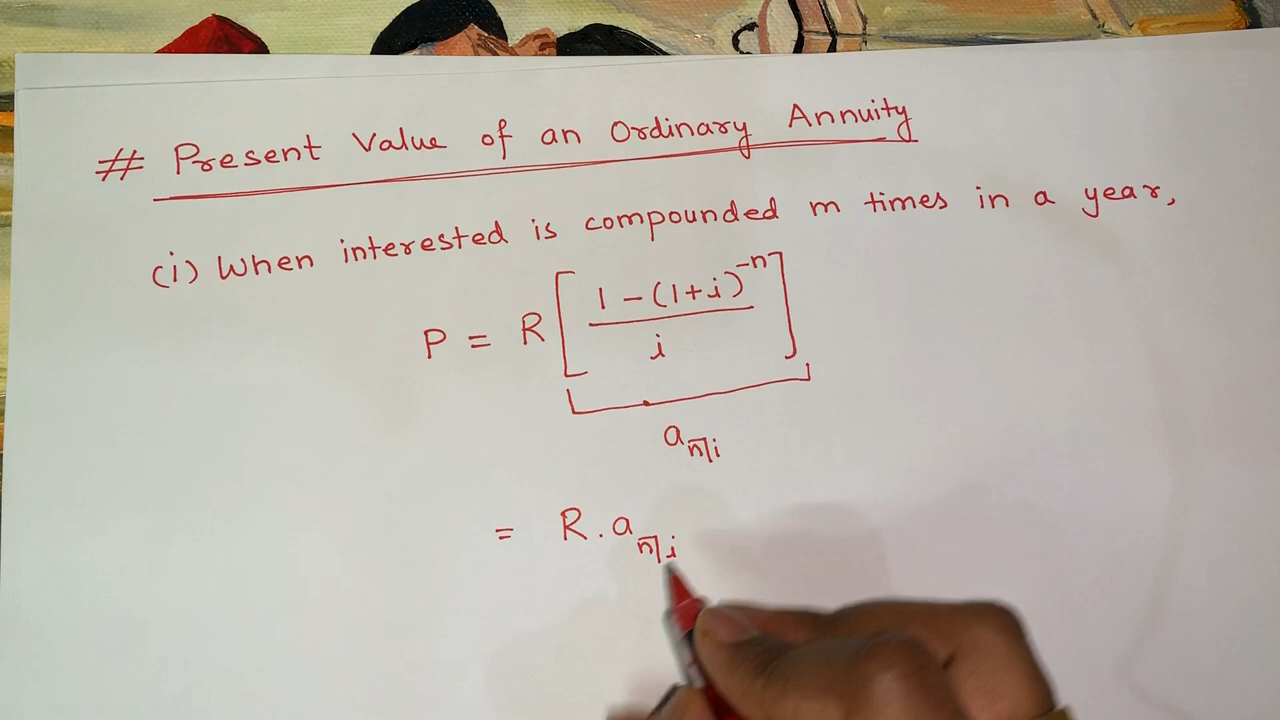 # Present Value of an Ordinary Annuity
(i) When interested is compounded m times in a year,
P = R [ 1 - (1+i)^-n / i ]
a n̅| i
= R . a n̅| i